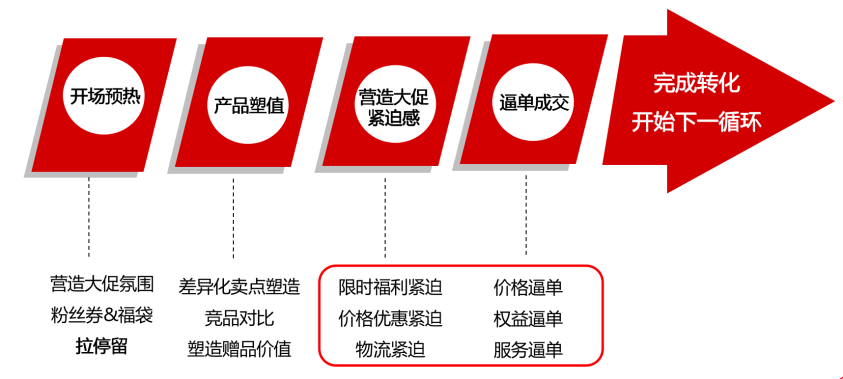 开场预热
产品塑值
营造大促
紧迫感
逼单成交
完成转化
开始下一循环
营造大促氛围
粉丝券&福袋
拉停留
差异化卖点塑造
竞品对比
塑造赠品价值
限时福利紧迫
价格优惠紧迫
物流紧迫
价格逼单
权益逼单
服务逼单